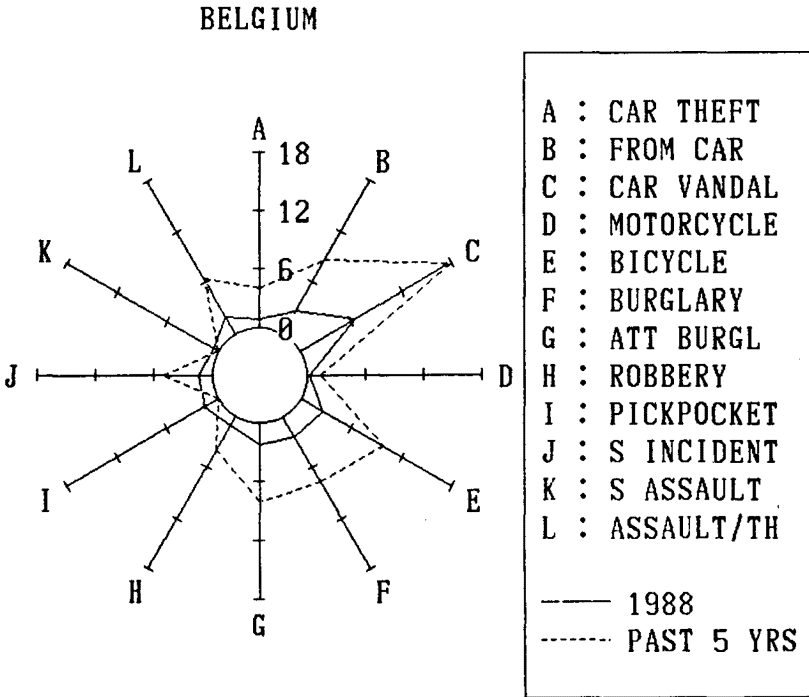 BELGIUM
A
18
12
6
0
B
C
D
E
F
G
H
I
J
K
L
A : CAR THEFT
B : FROM CAR
C : CAR VANDAL
D : MOTORCYCLE
E : BICYCLE
F : BURGLARY
G : ATT BURGL
H : ROBBERY
I : PICKPOCKET
J : S INCIDENT
K : S ASSAULT
L : ASSAULT/TH
1988
PAST 5 YRS